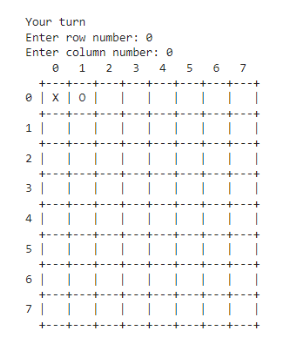 Your turn
Enter row number: 0
Enter column number: 0
    0   1   2   3   4   5   6   7
  +---+---+---+---+---+---+---+---+
0 | X | O |   |   |   |   |   |   |
  +---+---+---+---+---+---+---+---+
1 |   |   |   |   |   |   |   |   |
  +---+---+---+---+---+---+---+---+
2 |   |   |   |   |   |   |   |   |
  +---+---+---+---+---+---+---+---+
3 |   |   |   |   |   |   |   |   |
  +---+---+---+---+---+---+---+---+
4 |   |   |   |   |   |   |   |   |
  +---+---+---+---+---+---+---+---+
5 |   |   |   |   |   |   |   |   |
  +---+---+---+---+---+---+---+---+
6 |   |   |   |   |   |   |   |   |
  +---+---+---+---+---+---+---+---+
7 |   |   |   |   |   |   |   |   |
  +---+---+---+---+---+---+---+---+